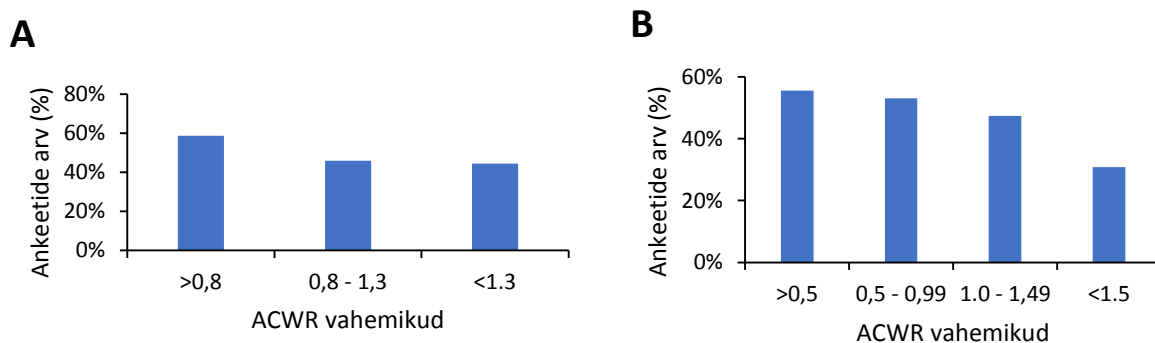 A
Ankeetide arv (%)
80%
60%
40%
20%
0%
>0,8 0,8 - 1,3 <1.3
ACWR vahemikud
B
Ankeetide arv (%)
60%
40%
20%
0%
>0,5 0,5 - 0,99 1.0 - 1,49 <1.5
ACWR vahemikud